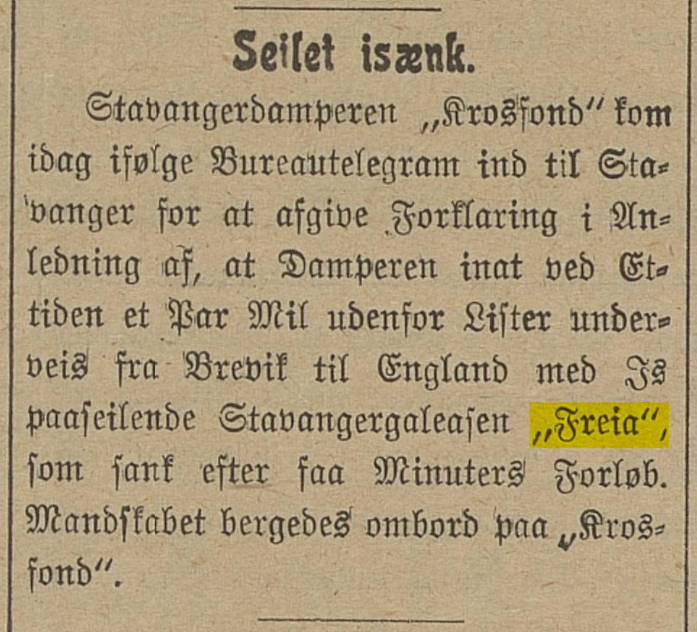 Seilet isænk.
Stavangerdamperen „Krosfond" kom
idag ifølge Bureautelegram ind til Sta-
vanger for at afgive Forklaring i An-
ledning af, at Damperen inat ved Et-
tiden et Par Mil udenfor Lister under-
veis fra Brevik til England med Is
paaseilende Stavangergaleasen „Freia",
som sank efter faa Minuters Forløb.
Mandskabet bergedes ombord paa „Kros-
fond".